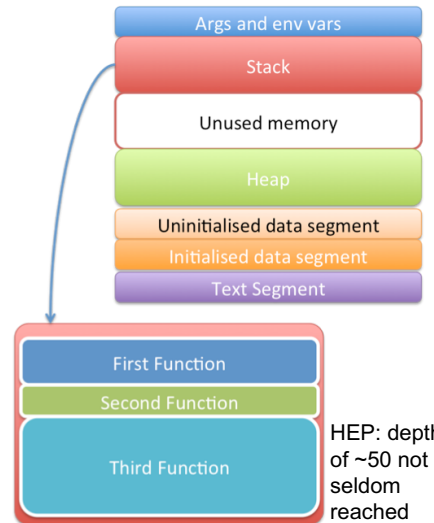 Args and env vars
Stack
Unused memory
Heap
Uninitialised data segment
Initialised data segment
Text Segment
First Function
Second Function
Third Function
HEP: depth
of ~50 not
seldom
reached